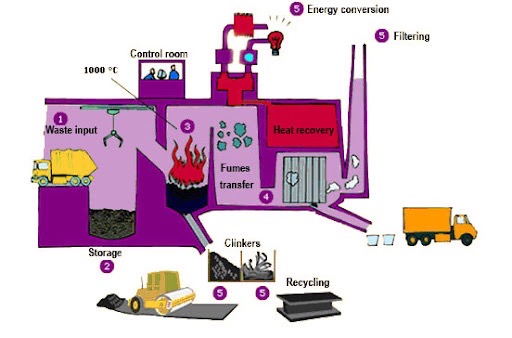 5 Energy conversion
5 Filtering
Control room
1000 °C
1
Waste input
3
Heat recovery
Fumes
transfer
4
Clinkers
Storage
2
5 5
Recycling